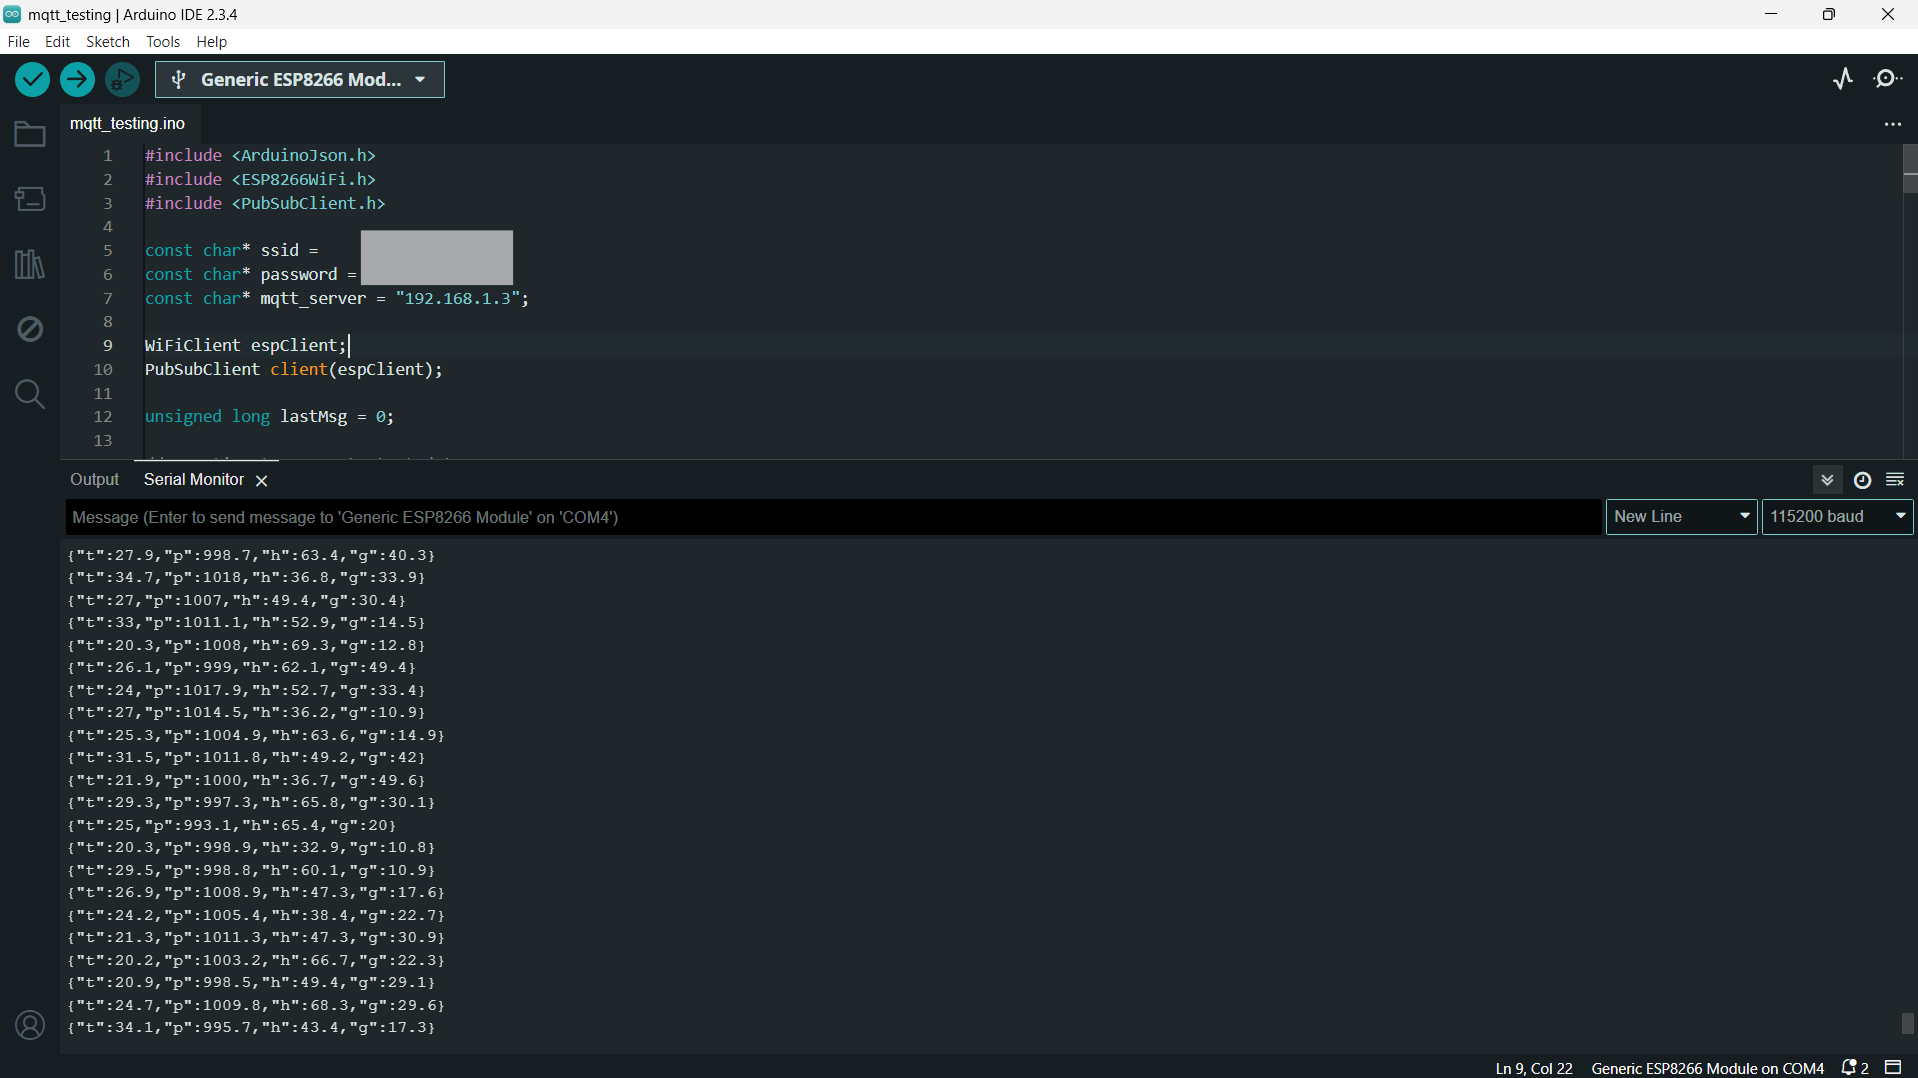 mqtt_testing | Arduino IDE 2.3.4
File Edit Sketch Tools Help
Generic ESP8266 Mod...
mqtt_testing.ino
1 #include <ArduinoJson.h>
2 #include <ESP8266WiFi.h>
3 #include <PubSubClient.h>
4
5 const char* ssid =
6 const char* password =
7 const char* mqtt_server = "192.168.1.3";
8
9 WiFiClient espClient;
10 PubSubClient client(espClient);
11
12 unsigned long lastMsg = 0;
13
Output Serial Monitor
Message (Enter to send message to 'Generic ESP8266 Module' on 'COM4') New Line 115200 baud
{"t":27.9,"p":998.7,"h":63.4,"g":40.3}
{"t":34.7,"p":1018,"h":36.8,"g":33.9}
{"t":27,"p":1007,"h":49.4,"g":30.4}
{"t":33,"p":1011.1,"h":52.9,"g":14.5}
{"t":20.3,"p":1008,"h":69.3,"g":12.8}
{"t":26.1,"p":999,"h":62.1,"g":49.4}
{"t":24,"p":1017.9,"h":52.7,"g":33.4}
{"t":27,"p":1014.5,"h":36.2,"g":10.9}
{"t":25.3,"p":1004.9,"h":63.6,"g":14.9}
{"t":31.5,"p":1011.8,"h":49.2,"g":42}
{"t":21.9,"p":1000,"h":36.7,"g":49.6}
{"t":29.3,"p":997.3,"h":65.8,"g":30.1}
{"t":25,"p":993.1,"h":65.4,"g":20}
{"t":20.3,"p":998.9,"h":32.9,"g":10.8}
{"t":29.5,"p":998.8,"h":60.1,"g":10.9}
{"t":26.9,"p":1008.9,"h":47.3,"g":17.6}
{"t":24.2,"p":1005.4,"h":38.4,"g":22.7}
{"t":21.3,"p":1011.3,"h":47.3,"g":30.9}
{"t":20.2,"p":1003.2,"h":66.7,"g":22.3}
{"t":20.9,"p":998.5,"h":49.4,"g":29.1}
{"t":24.7,"p":1009.8,"h":68.3,"g":29.6}
{"t":34.1,"p":995.7,"h":43.4,"g":17.3}
Ln 9, Col 22 Generic ESP8266 Module on COM4 2